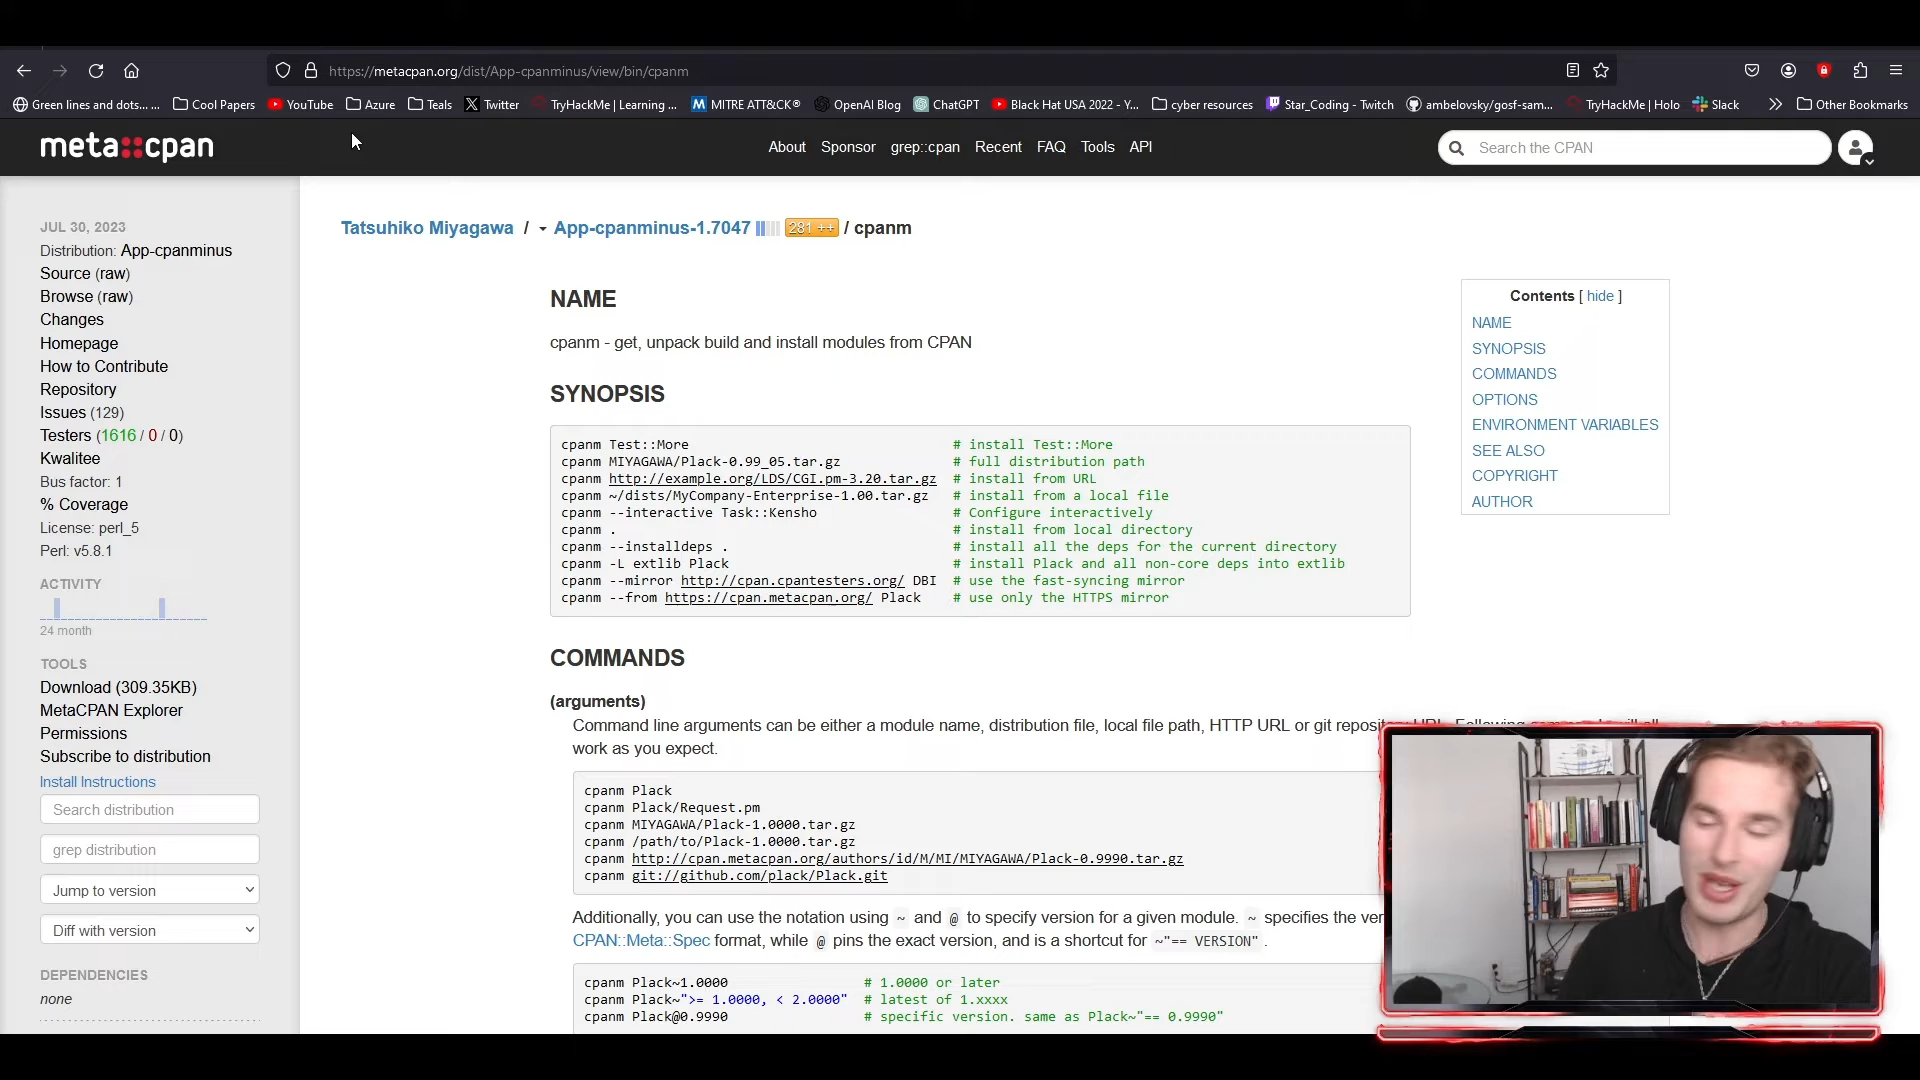 https://metacpan.org/dist/App-cpanminus/view/bin/cpanm
Green lines and dots... ...
Cool Papers
YouTube
Azure
Teals
Twitter
TryHackMe | Learning ...
MITRE ATT&CK®
OpenAI Blog
ChatGPT
Black Hat USA 2022 - Y...
cyber resources
Star_Coding - Twitch
ambelovsky/gosf-sam...
TryHackMe | Holo
Slack
Other Bookmarks
meta::cpan
About
Sponsor
grep::cpan
Recent
FAQ
Tools
API
Search the CPAN
JUL 30, 2023
Distribution: App-cpanminus
Source (raw)
Browse (raw)
Changes
Homepage
How to Contribute
Repository
Issues (129)
Testers (1616 / 0 / 0)
Kwalitee
Bus factor: 1
% Coverage
License: perl_5
Perl: v5.8.1
ACTIVITY
24 month
TOOLS
Download (309.35KB)
MetaCPAN Explorer
Permissions
Subscribe to distribution
Install Instructions
Search distribution
grep distribution
Jump to version
Diff with version
DEPENDENCIES
none
Tatsuhiko Miyagawa / App-cpanminus-1.7047 281 ++ / cpanm
NAME
cpanm - get, unpack build and install modules from CPAN
SYNOPSIS
cpanm Test::More # install Test::More
cpanm MIYAGAWA/Plack-0.99_05.tar.gz # full distribution path
cpanm http://example.org/LDS/CGI.pm-3.20.tar.gz # install from URL
cpanm ~/dists/MyCompany-Enterprise-1.00.tar.gz # install from a local file
cpanm --interactive Task::Kensho # Configure interactively
cpanm . # install from local directory
cpanm --installdeps . # install all the deps for the current directory
cpanm -L extlib Plack # install Plack and all non-core deps into extlib
cpanm --mirror http://cpan.cpantesters.org/ DBI # use the fast-syncing mirror
cpanm --from https://cpan.metacpan.org/ Plack # use only the HTTPS mirror
COMMANDS
(arguments)
Command line arguments can be either a module name, distribution file, local file path, HTTP URL or git repository URL. Following commands will all
work as you expect.
cpanm Plack
cpanm Plack/Request.pm
cpanm MIYAGAWA/Plack-1.0000.tar.gz
cpanm /path/to/Plack-1.0000.tar.gz
cpanm http://cpan.metacpan.org/authors/id/M/MI/MIYAGAWA/Plack-0.9990.tar.gz
cpanm git://github.com/plack/Plack.git
Additionally, you can use the notation using ~ and @ to specify version for a given module. ~ specifies the ver
CPAN::Meta::Spec format, while @ pins the exact version, and is a shortcut for ~"== VERSION".
cpanm Plack~1.0000 # 1.0000 or later
cpanm Plack~">= 1.0000, < 2.0000" # latest of 1.xxxx
cpanm Plack@0.9990 # specific version. same as Plack~"== 0.9990"
Contents [ hide ]
NAME
SYNOPSIS
COMMANDS
OPTIONS
ENVIRONMENT VARIABLES
SEE ALSO
COPYRIGHT
AUTHOR